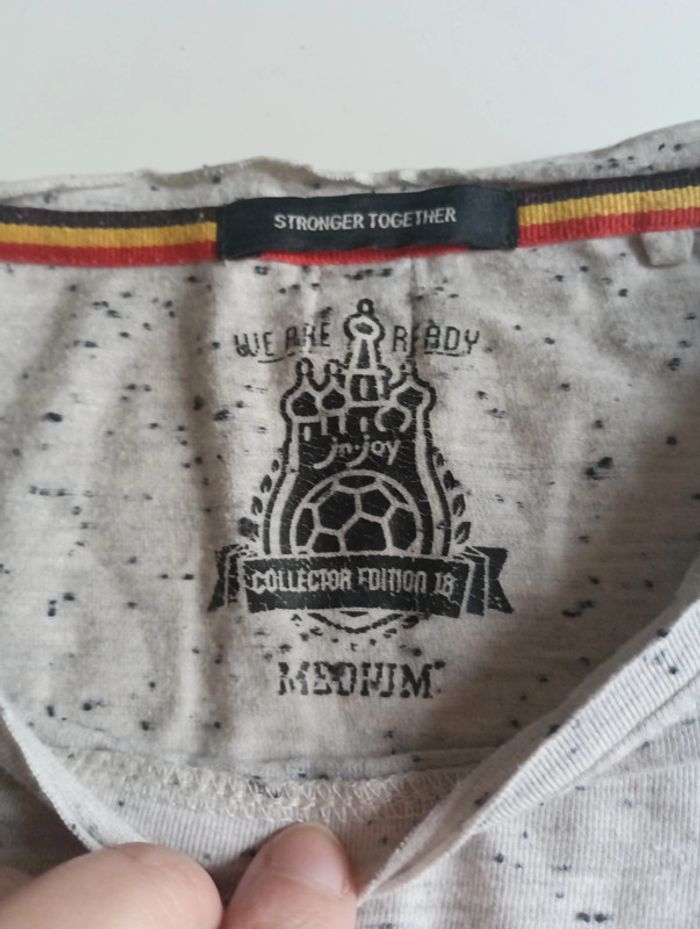 STRONGER TOGETHER
WE ARE READY
jn·joy
COLLECTOR EDITION 18
MEDIUM